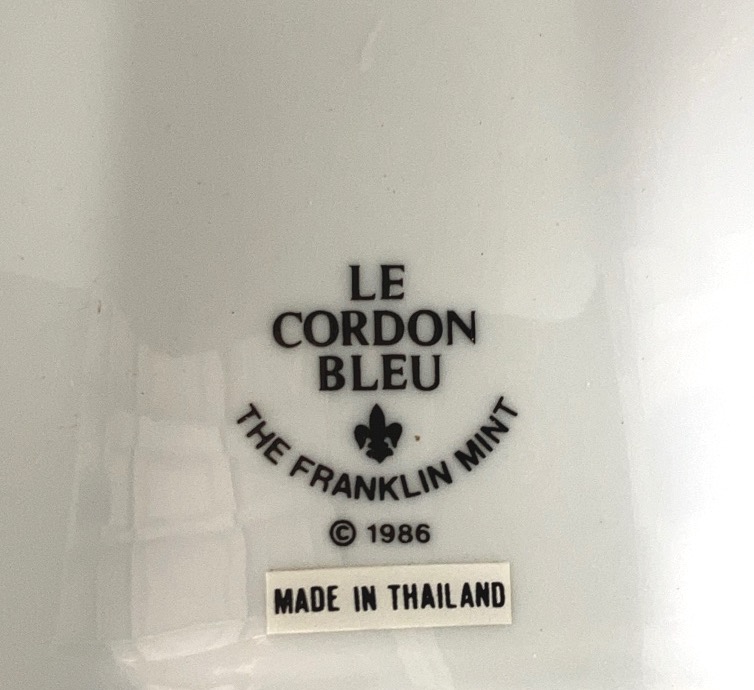 LE
CORDON
BLEU
THE FRANKLIN MINT
© 1986
MADE IN THAILAND